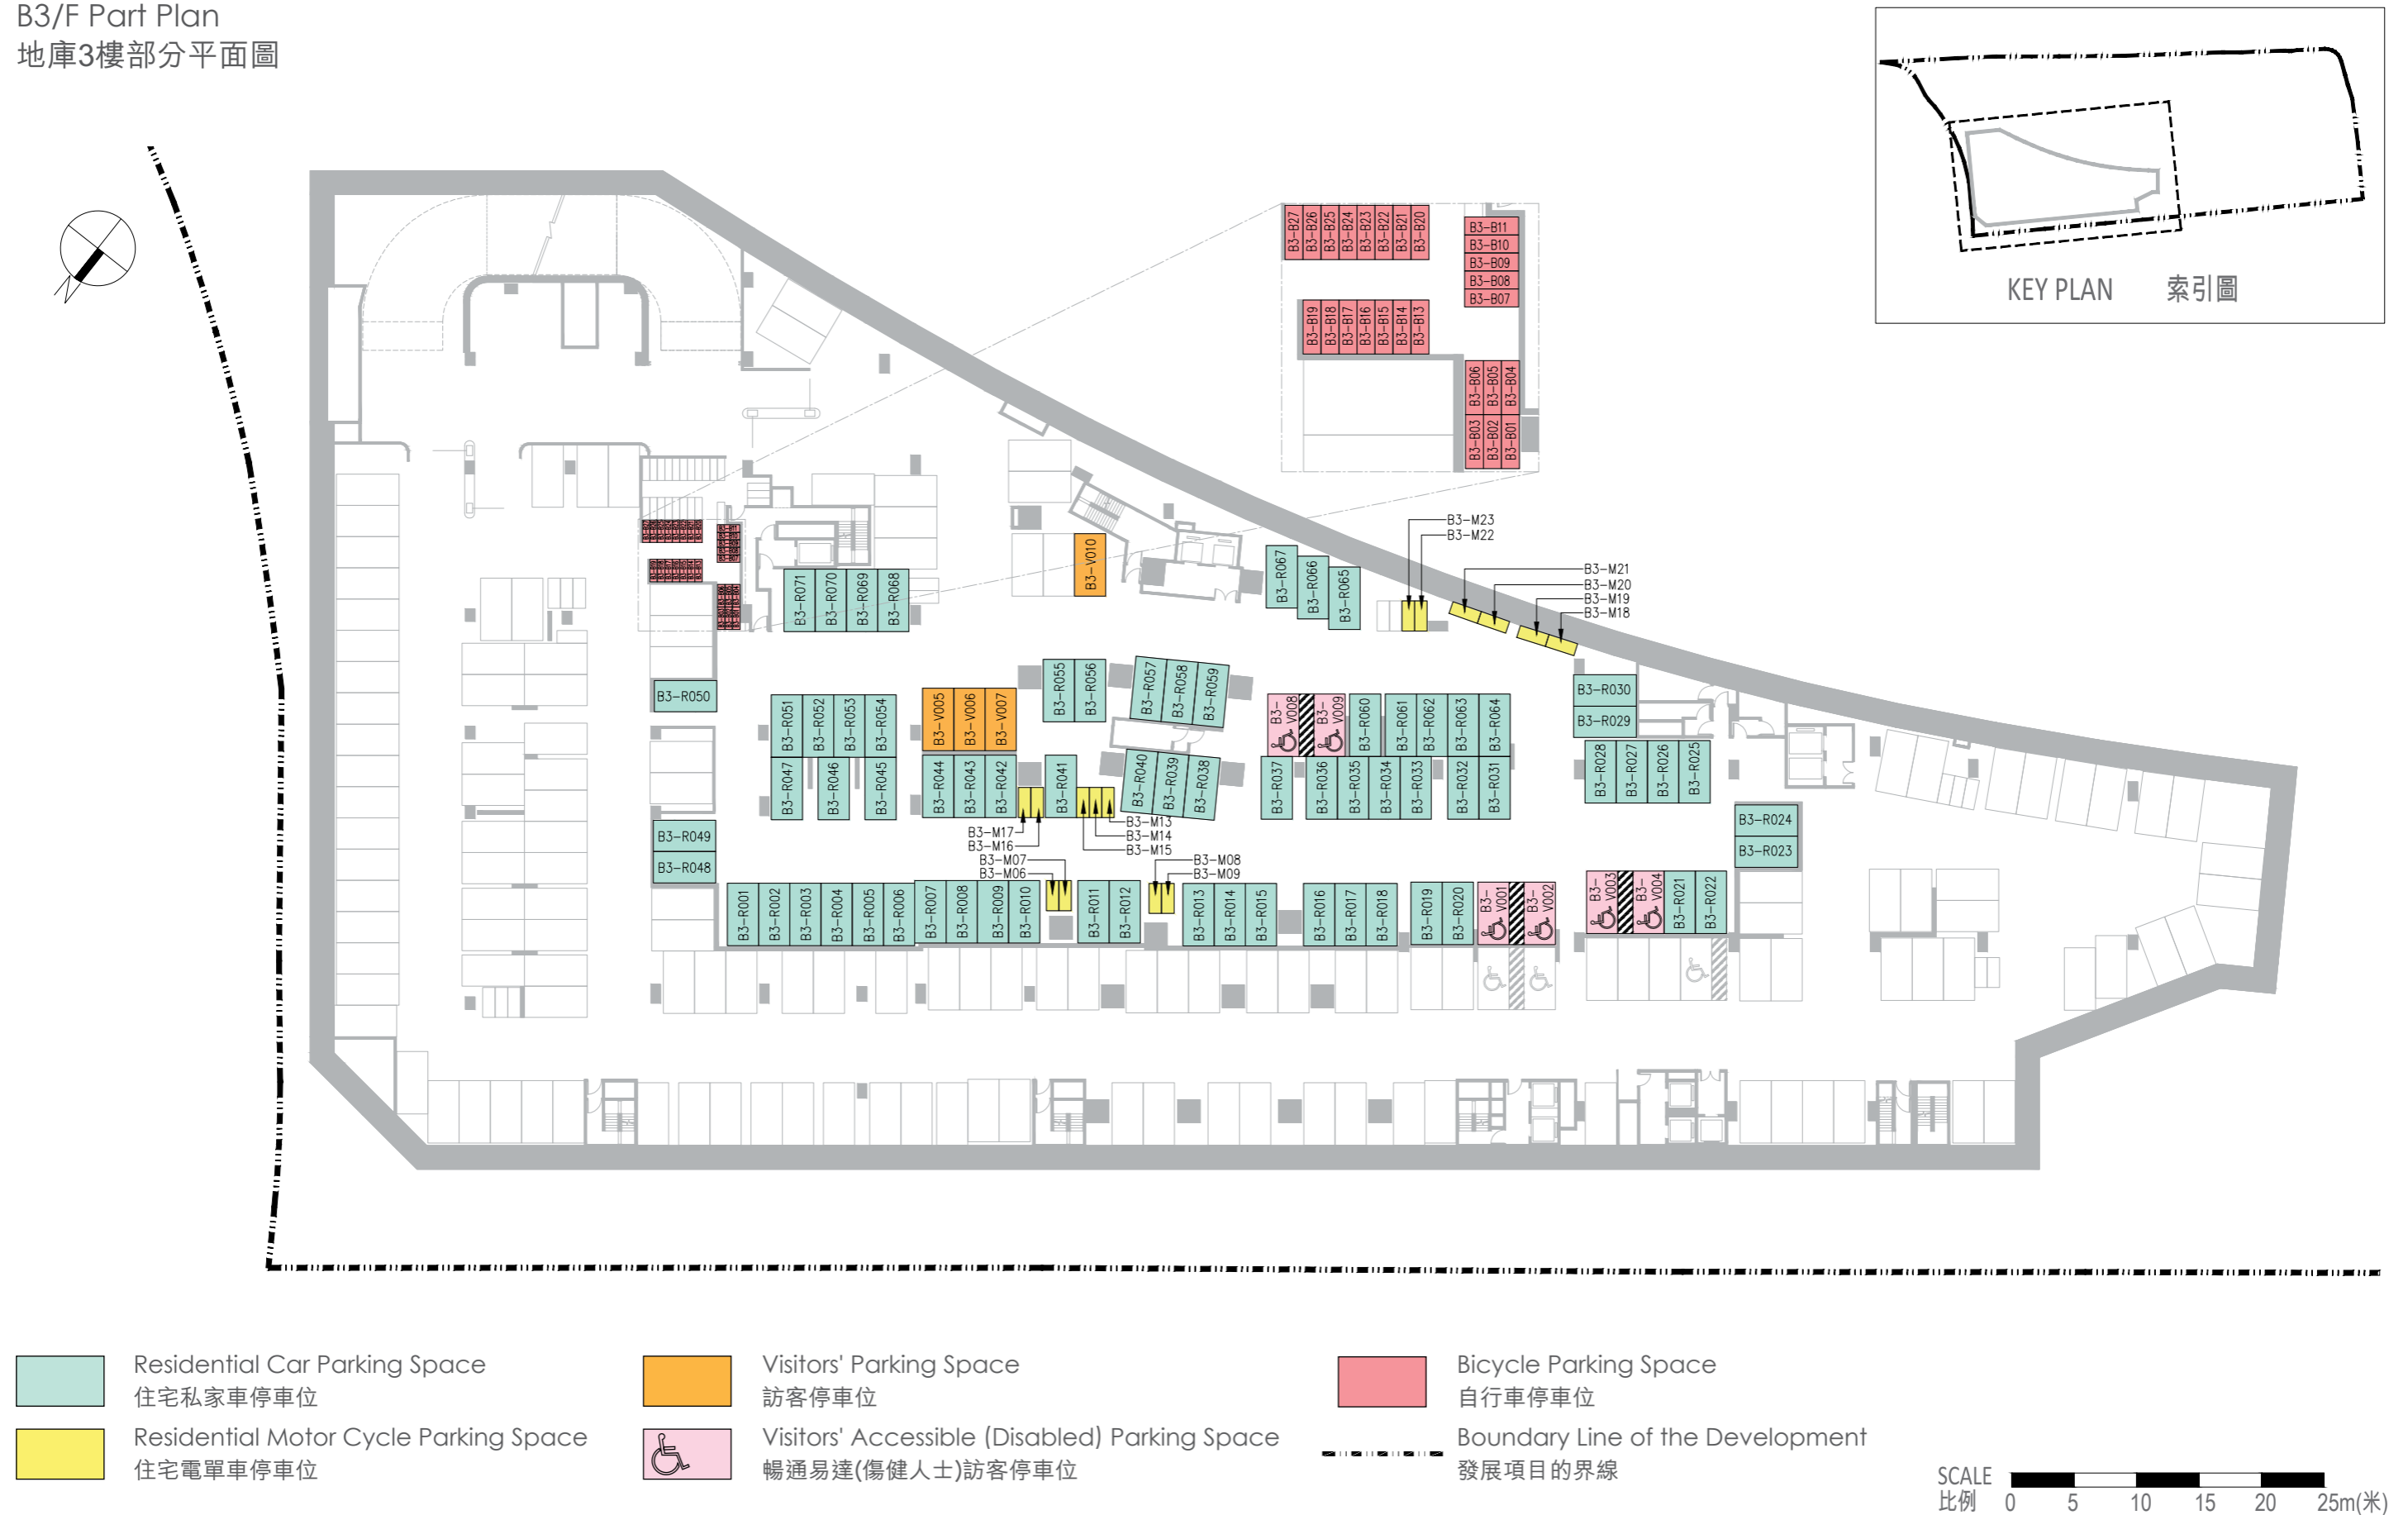 B3/F Part Plan
地庫3樓部分平面圖
KEY PLAN 索引圖
B3-B27
B3-B26
B3-B25
B3-B24
B3-B23
B3-B22
B3-B21
B3-B20
B3-B11
B3-B10
B3-B09
B3-B08
B3-B07
B3-B19
B3-B18
B3-B17
B3-B16
B3-B15
B3-B14
B3-B13
B3-B06
B3-B05
B3-B04
B3-B03
B3-B02
B3-B01
B3-M23
B3-M22
B3-M21
B3-M20
B3-M19
B3-M18
B3-R071
B3-R070
B3-R069
B3-R068
B3-V010
B3-R067
B3-R066
B3-R065
B3-R050
B3-R051
B3-R052
B3-R053
B3-R054
B3-V005
B3-V006
B3-V007
B3-R055
B3-R056
B3-R057
B3-R058
B3-R059
B3-V008
B3-V009
B3-R060
B3-R061
B3-R062
B3-R063
B3-R064
B3-R030
B3-R029
B3-R047
B3-R046
B3-R045
B3-R044
B3-R043
B3-R042
B3-R041
B3-R040
B3-R039
B3-R038
B3-R037
B3-R036
B3-R035
B3-R034
B3-R033
B3-R032
B3-R031
B3-R028
B3-R027
B3-R026
B3-R025
B3-M17
B3-M16
B3-M13
B3-M14
B3-M15
B3-R049
B3-R048
B3-R024
B3-R023
B3-M07
B3-M06
B3-M08
B3-M09
B3-R001
B3-R002
B3-R003
B3-R004
B3-R005
B3-R006
B3-R007
B3-R008
B3-R009
B3-R010
B3-R011
B3-R012
B3-R013
B3-R014
B3-R015
B3-R016
B3-R017
B3-R018
B3-R019
B3-R020
B3-V001
B3-V002
B3-V003
B3-V004
B3-R021
B3-R022
Residential Car Parking Space
住宅私家車停車位
Residential Motor Cycle Parking Space
住宅電單車停車位
Visitors' Parking Space
訪客停車位
Visitors' Accessible (Disabled) Parking Space
暢通易達(傷健人士)訪客停車位
Bicycle Parking Space
自行車停車位
Boundary Line of the Development
發展項目的界線
SCALE
比例 0 5 10 15 20 25m(米)